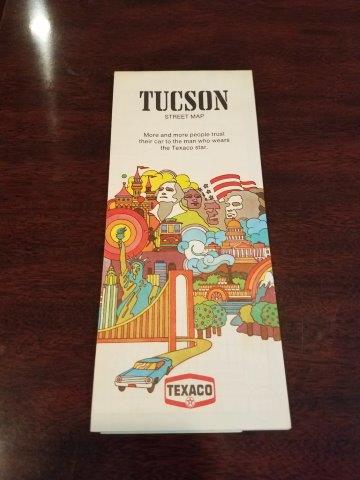 TUCSON
STREET MAP
More and more people trust
their car to the man who wears
the Texaco star.
TEXACO